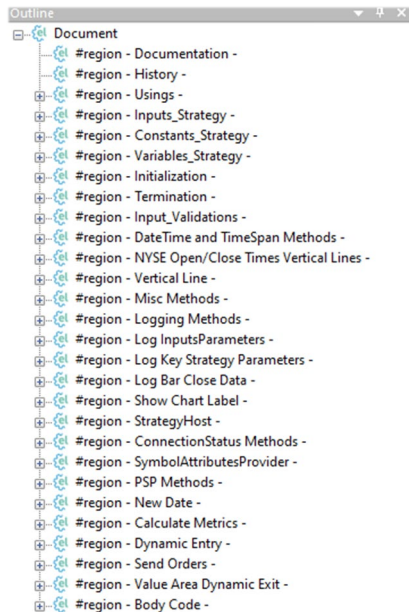 Outline
Document
#region - Documentation -
#region - History -
#region - Usings -
#region - Inputs_Strategy -
#region - Constants_Strategy -
#region - Variables_Strategy -
#region - Initialization -
#region - Termination -
#region - Input_Validations -
#region - DateTime and TimeSpan Methods -
#region - NYSE Open/Close Times Vertical Lines -
#region - Vertical Line -
#region - Misc Methods -
#region - Logging Methods -
#region - Log InputsParameters -
#region - Log Key Strategy Parameters -
#region - Log Bar Close Data -
#region - Show Chart Label -
#region - StrategyHost -
#region - ConnectionStatus Methods -
#region - SymbolAttributesProvider -
#region - PSP Methods -
#region - New Date -
#region - Calculate Metrics -
#region - Dynamic Entry -
#region - Send Orders -
#region - Value Area Dynamic Exit -
#region - Body Code -